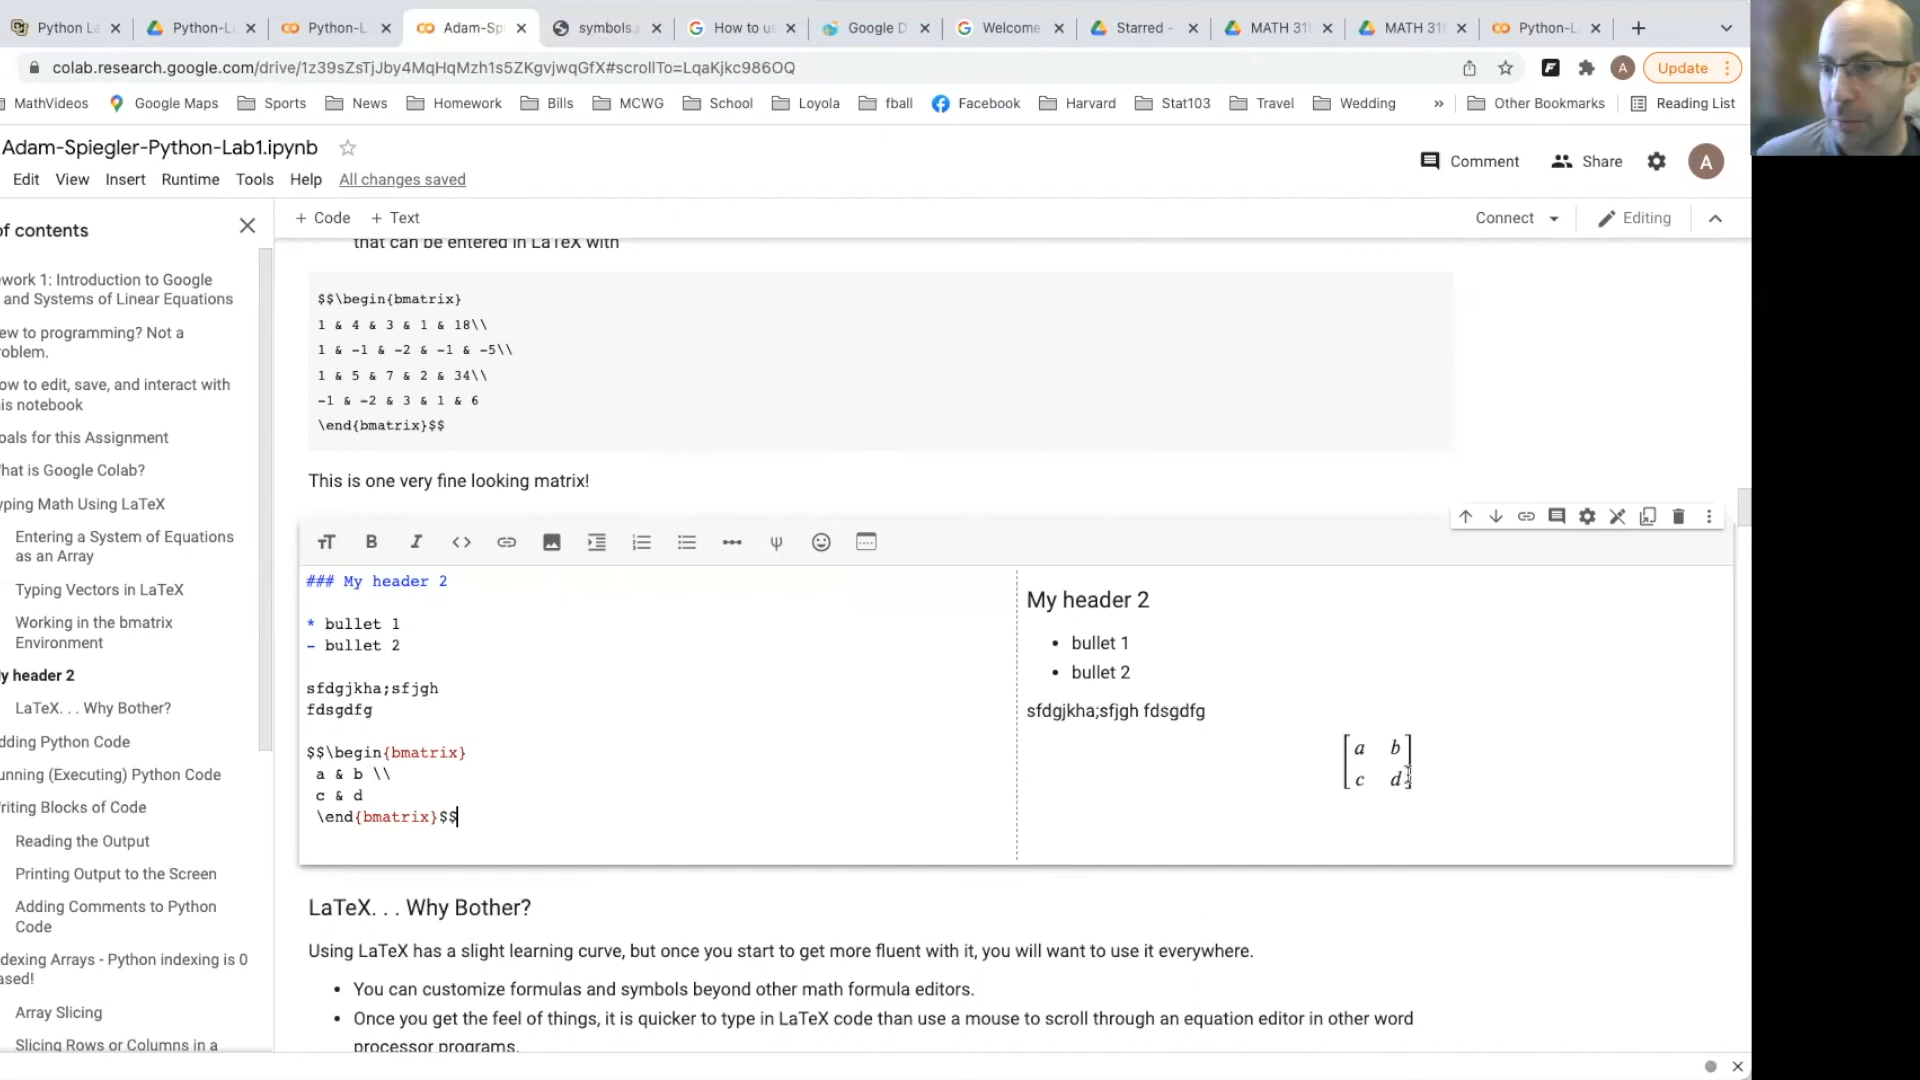 Python La
Python-L
Python-L
Adam-Sp
symbols.
How to us
Google D
Welcome
Starred -
MATH 319
MATH 319
Python-L
colab.research.google.com/drive/1z39sZsTjJby4MqHqMzh1s5ZKgvjwqGfX#scrollTo=LqaKjkc986OQ
A
Update
MathVideos
Google Maps
Sports
News
Homework
Bills
MCWG
School
Loyola
fball
Facebook
Harvard
Stat103
Travel
Wedding
»
Other Bookmarks
Reading List
Adam-Spiegler-Python-Lab1.ipynb
Comment
Share
A
Edit View Insert Runtime Tools Help All changes saved
of contents
+ Code + Text
Connect
Editing
ework 1: Introduction to Google
and Systems of Linear Equations
ew to programming? Not a
roblem.
ow to edit, save, and interact with
is notebook
oals for this Assignment
hat is Google Colab?
yping Math Using LaTeX
Entering a System of Equations
as an Array
Typing Vectors in LaTeX
Working in the bmatrix
Environment
y header 2
LaTeX. . . Why Bother?
dding Python Code
unning (Executing) Python Code
riting Blocks of Code
Reading the Output
Printing Output to the Screen
Adding Comments to Python
Code
dexing Arrays - Python indexing is 0
ased!
Array Slicing
Slicing Rows or Columns in a
that can be entered in LaTeX with
$$\begin{bmatrix}
1 & 4 & 3 & 1 & 18\\
1 & -1 & -2 & -1 & -5\\
1 & 5 & 7 & 2 & 34\\
-1 & -2 & 3 & 1 & 6
\end{bmatrix}$$
This is one very fine looking matrix!
### My header 2
* bullet 1
- bullet 2
sfdgjkha;sfjgh
fdsgdfg
$$\begin{bmatrix}
a & b \\
c & d
\end{bmatrix}$$
My header 2
• bullet 1
• bullet 2
sfdgjkha;sfjgh fdsgdfg
a b
c d
LaTeX. . . Why Bother?
Using LaTeX has a slight learning curve, but once you start to get more fluent with it, you will want to use it everywhere.
• You can customize formulas and symbols beyond other math formula editors.
• Once you get the feel of things, it is quicker to type in LaTeX code than use a mouse to scroll through an equation editor in other word
processor programs.